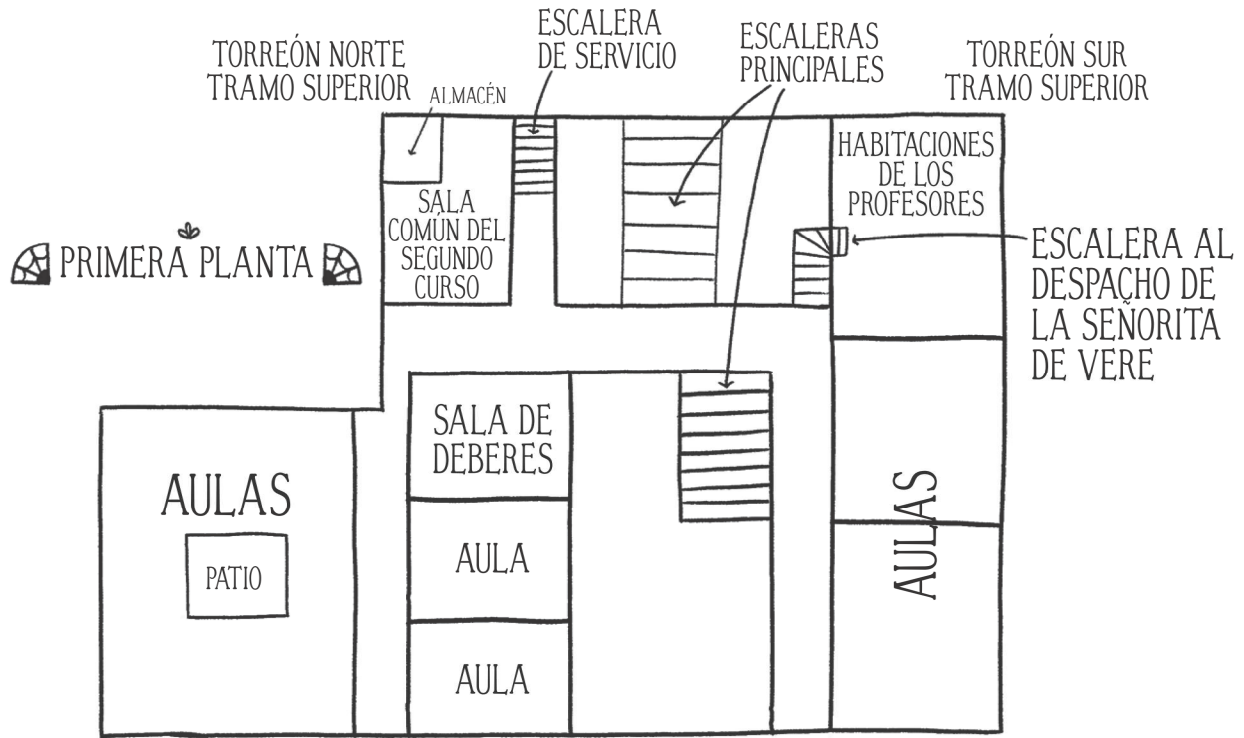 ESCALERA
DE SERVICIO
ESCALERAS
PRINCIPALES
TORREÓN NORTE
TRAMO SUPERIOR
TORREÓN SUR
TRAMO SUPERIOR
ALMACÉN
HABITACIONES
DE LOS
PROFESORES
SALA
COMÚN DEL
SEGUNDO
CURSO
PRIMERA PLANTA
ESCALERA AL
DESPACHO DE
LA SEÑORITA
DE VERE
SALA DE
DEBERES
AULAS
PATIO
AULA
AULA
AULAS